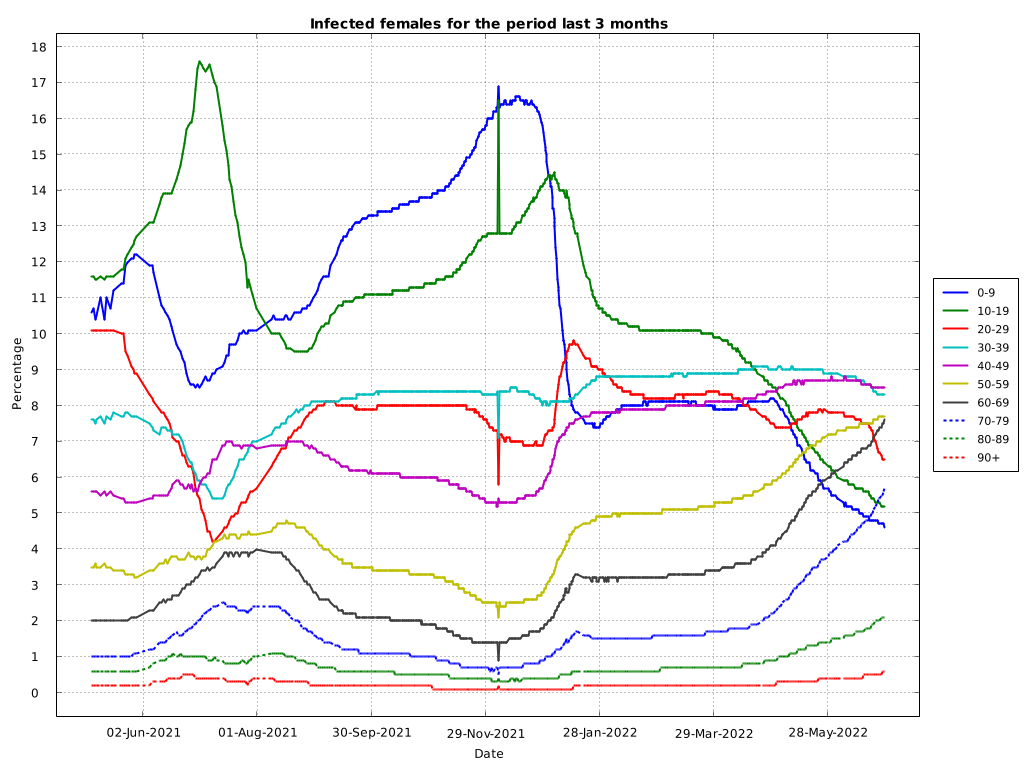 Infected females for the period last 3 months
Percentage
18
17
16
15
14
13
12
11
10
9
8
7
6
5
4
3
2
1
0
02-Jun-2021
01-Aug-2021
30-Sep-2021
29-Nov-2021
28-Jan-2022
29-Mar-2022
28-May-2022
Date
0-9
10-19
20-29
30-39
40-49
50-59
60-69
70-79
80-89
90+